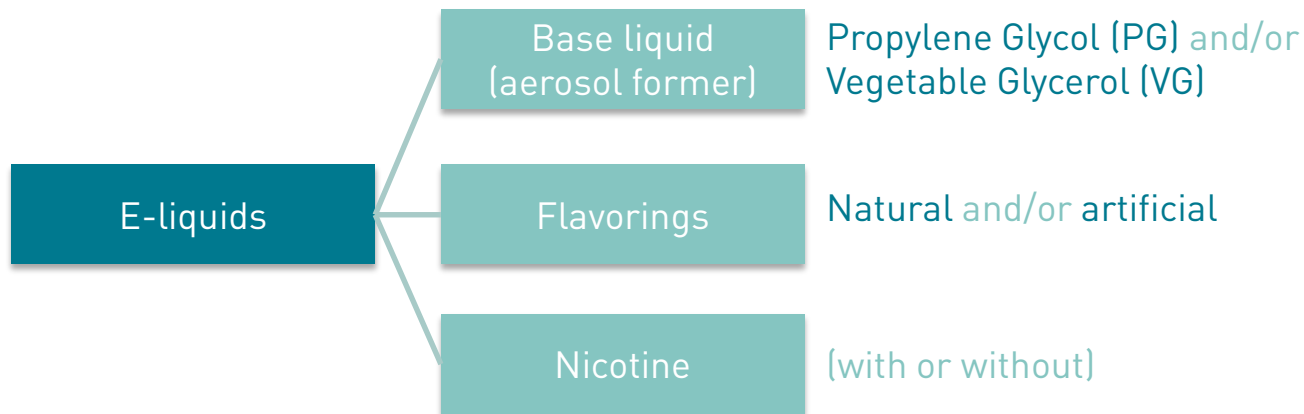 E-liquids
Base liquid
(aerosol former)
Propylene Glycol (PG) and/or
Vegetable Glycerol (VG)
Flavorings
Natural and/or artificial
Nicotine
(with or without)